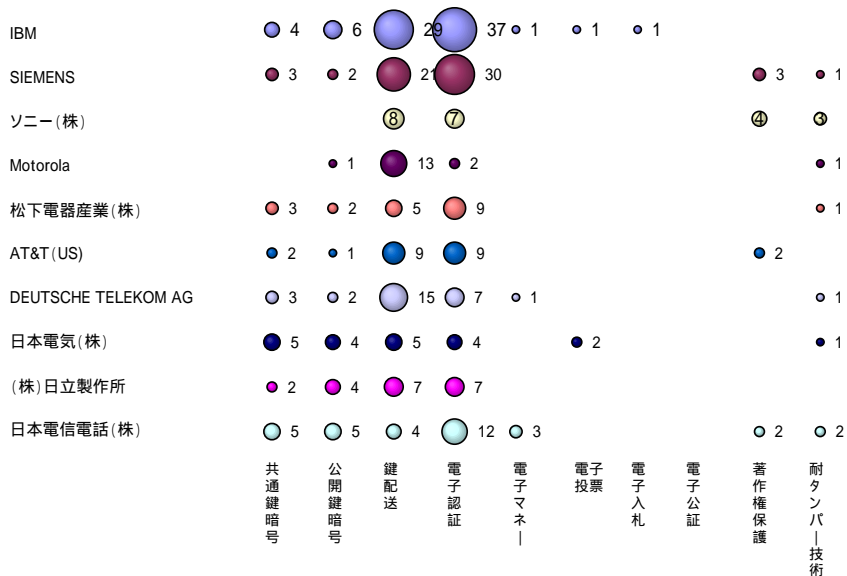 IBM 4 6 29 37 1 1 1
SIEMENS 3 2 21 30 3 1
ソニー(株) 8 7 4 3
Motorola 1 13 2 1
松下電器産業(株) 3 2 5 9 1
AT&T(US) 2 1 9 9 2
DEUTSCHE TELEKOM AG 3 2 15 7 1 1
日本電気(株) 5 4 5 4 2 1
(株)日立製作所 2 4 7 7
日本電信電話(株) 5 5 4 12 3 2 2
共通鍵暗号
公開鍵暗号
鍵配送
電子認証
電子マネー
電子投票
電子入札
電子公証
著作権保護
耐タンパー技術